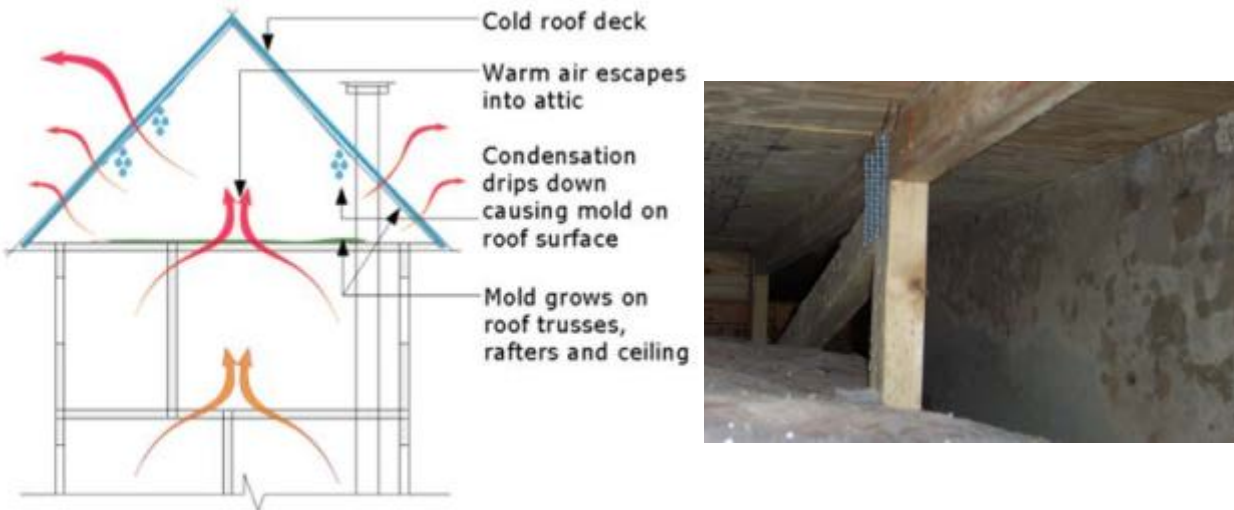 Cold roof deck
Warm air escapes
into attic
Condensation
drips down
causing mold on
roof surface
Mold grows on
roof trusses,
rafters and ceiling